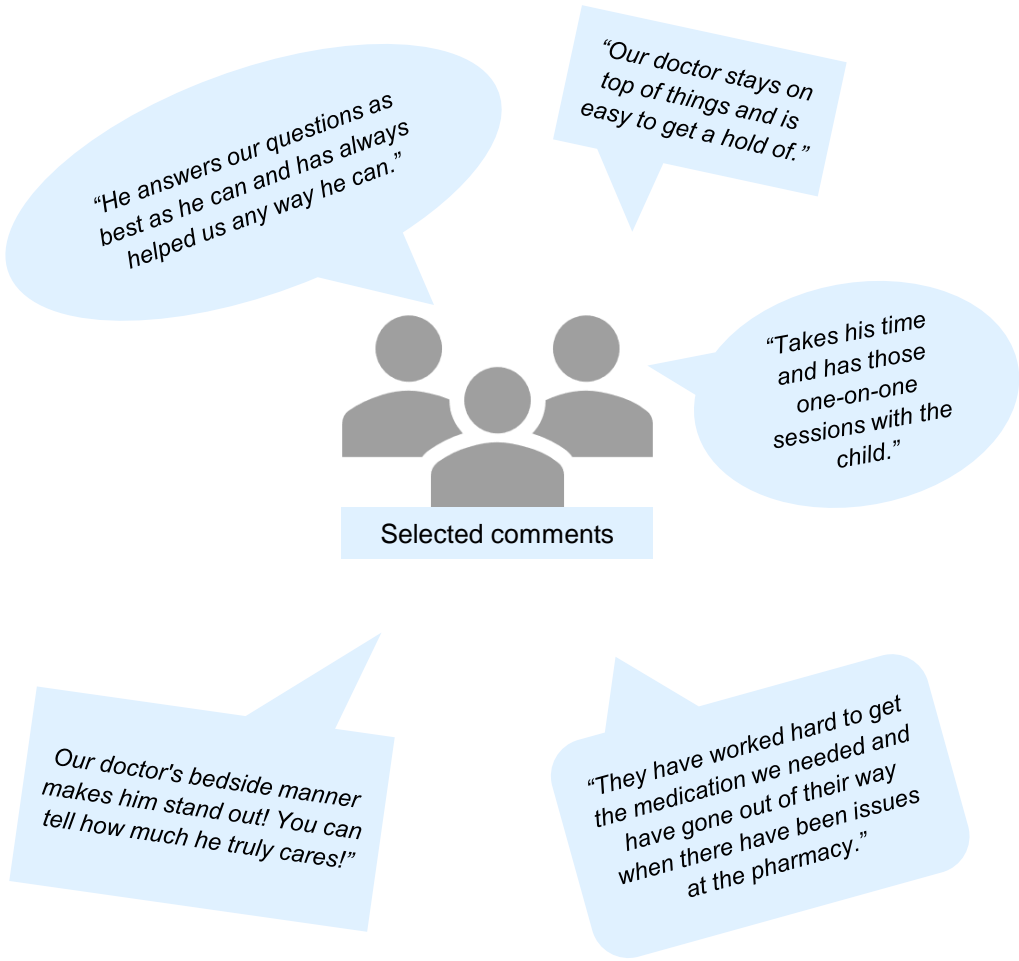 “Our doctor stays on
top of things and is
easy to get a hold of.”
“He answers our questions as
best as he can and has always
helped us any way he can.”
“Takes his time
and has those
one-on-one
sessions with the
child.”
Selected comments
Our doctor's bedside manner
makes him stand out! You can
tell how much he truly cares!”
“They have worked hard to get
the medication we needed and
have gone out of their way
when there have been issues
at the pharmacy.”